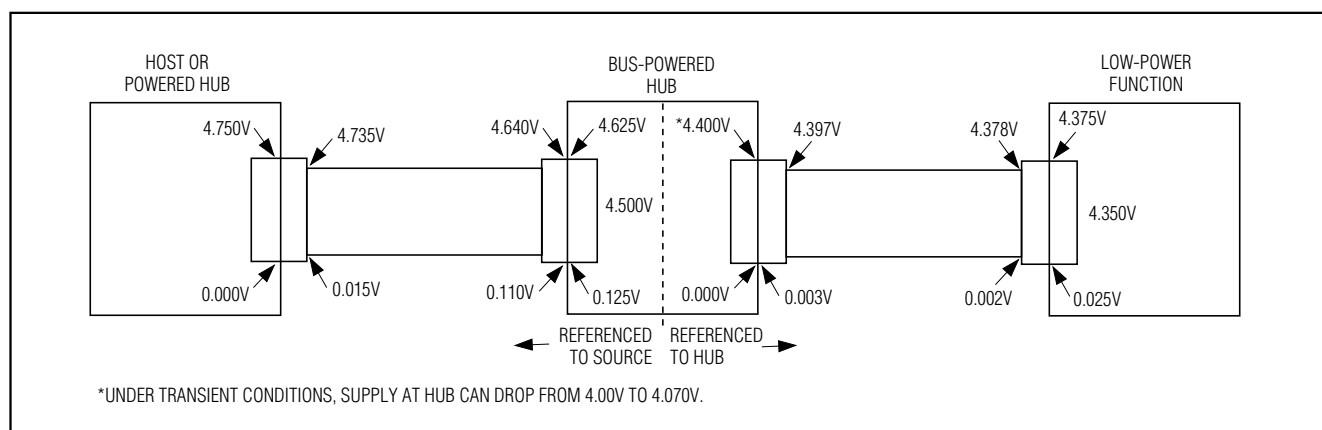 HOST OR
POWERED HUB
BUS-POWERED
HUB
LOW-POWER
FUNCTION
4.750V
4.735V
4.640V
4.625V
*4.400V
4.397V
4.378V
4.375V
4.500V
4.350V
0.000V
0.015V
0.110V
0.125V
0.000V
0.003V
0.002V
0.025V
REFERENCED
TO SOURCE
REFERENCED
TO HUB
*UNDER TRANSIENT CONDITIONS, SUPPLY AT HUB CAN DROP FROM 4.00V TO 4.070V.